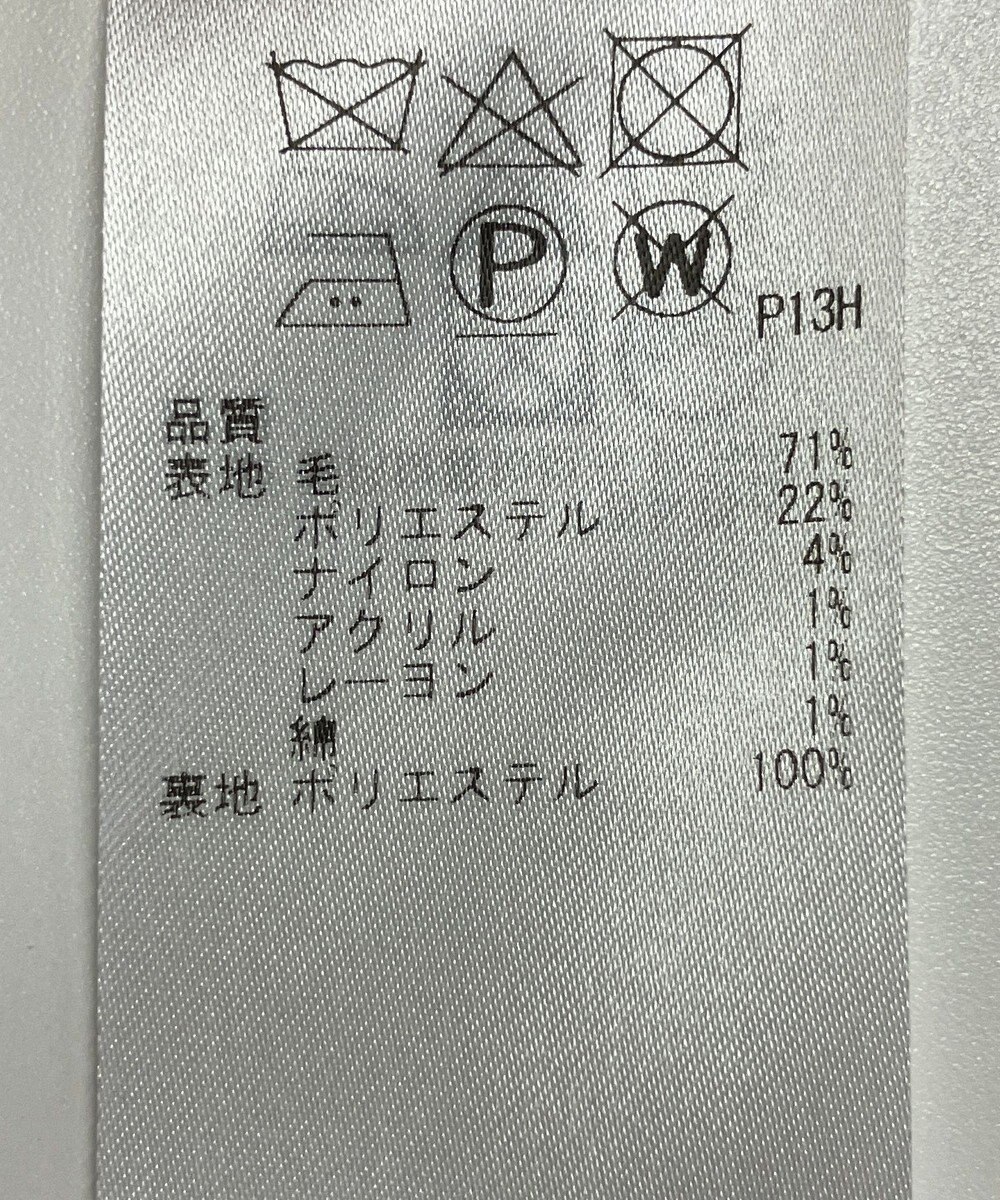 P W P13H
品質
表地 毛 71%
ポリエステル 22%
ナイロン 4%
アクリル 1%
レーヨン 1%
綿 1%
裏地 ポリエステル 100%